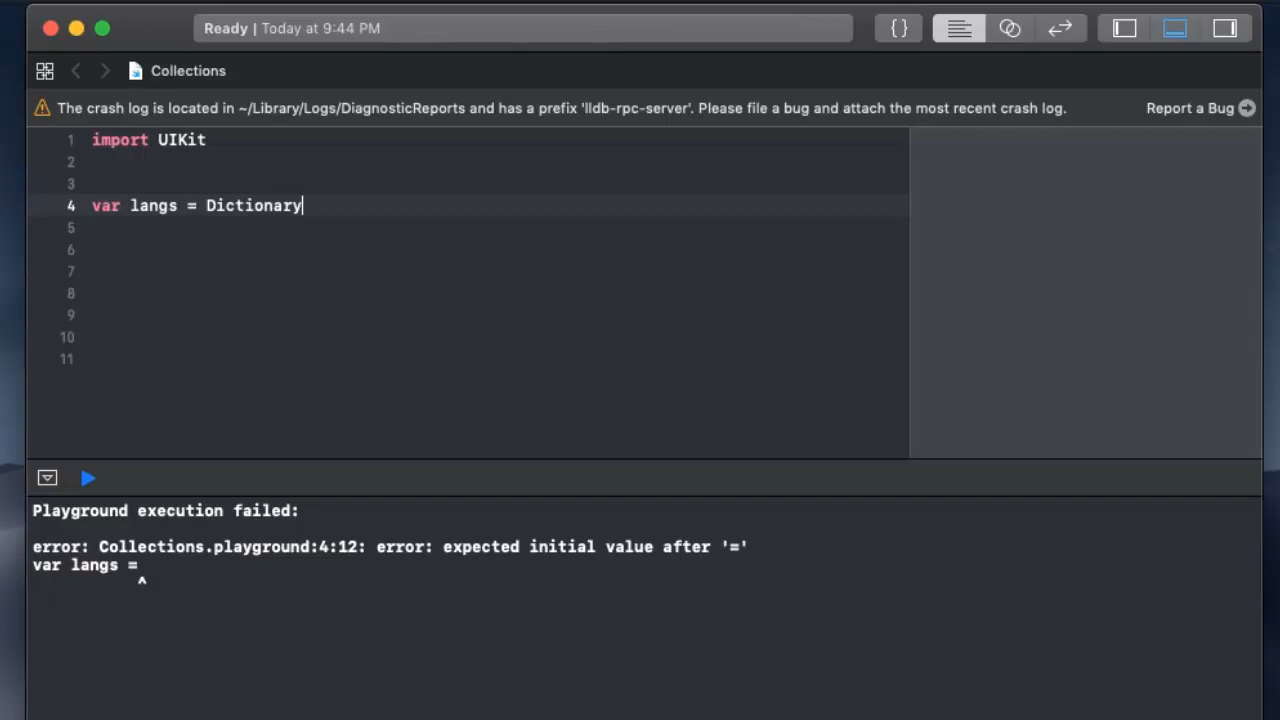 Ready | Today at 9:44 PM
{}
Collections
The crash log is located in ~/Library/Logs/DiagnosticReports and has a prefix 'lldb-rpc-server'. Please file a bug and attach the most recent crash log.
Report a Bug
1 import UIKit
2
3
4 var langs = Dictionary
5
6
7
8
9
10
11
Playground execution failed:
error: Collections.playground:4:12: error: expected initial value after '='
var langs =
^